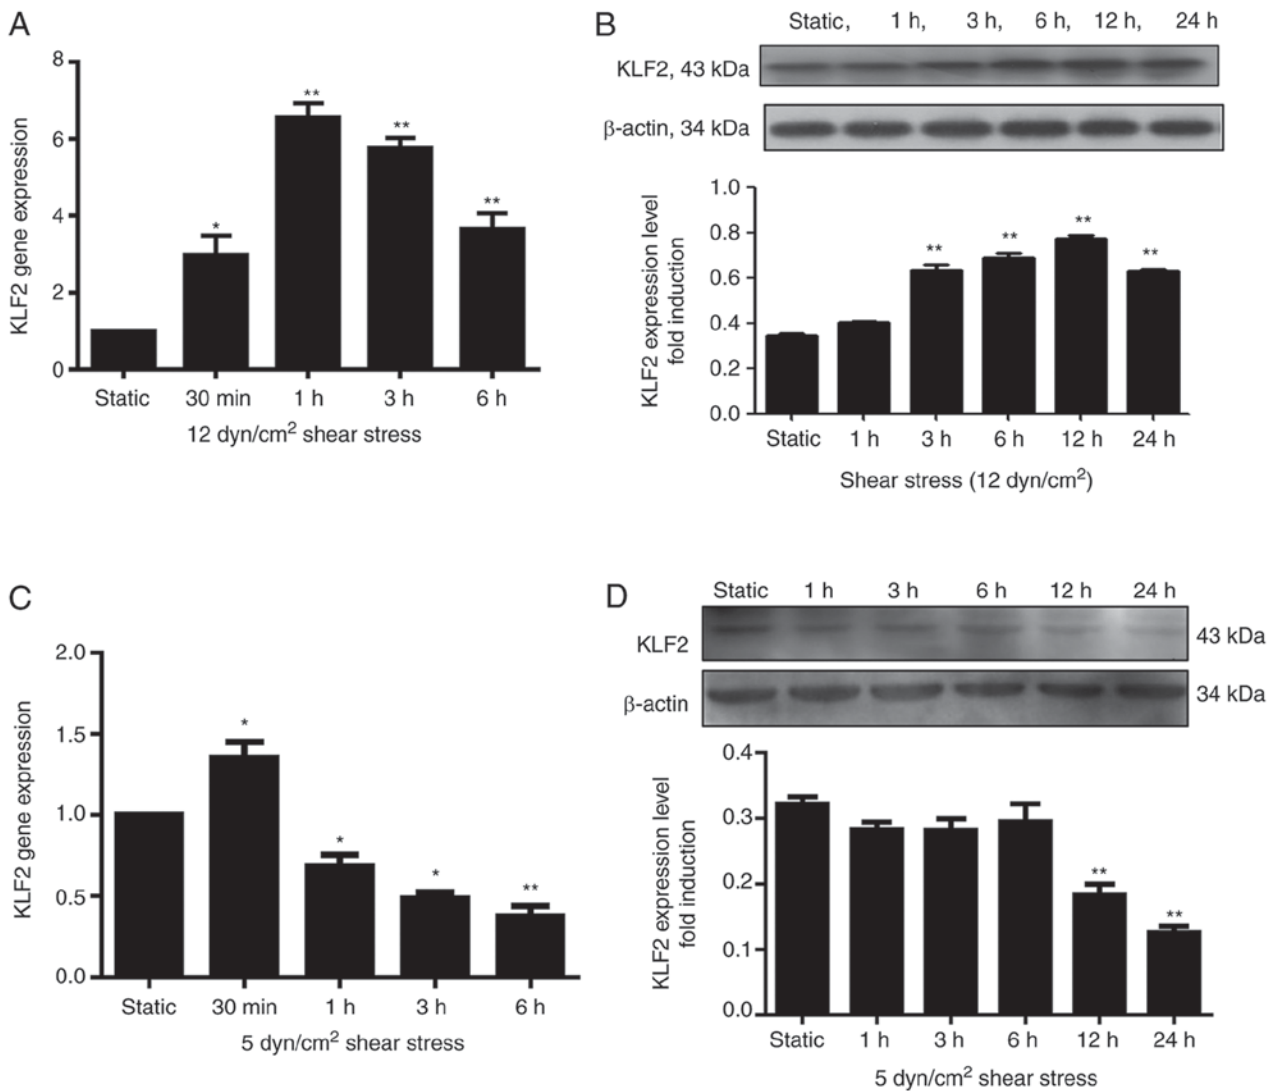 A
8
6
4
2
0
KLF2 gene expression
*
**
**
**
Static 30 min 1 h 3 h 6 h
12 dyn/cm² shear stress
B
Static, 1 h, 3 h, 6 h, 12 h, 24 h
KLF2, 43 kDa
β-actin, 34 kDa
1.0
0.8
0.6
0.4
0.2
0.0
KLF2 expression level
fold induction
**
**
**
**
Static 1 h 3 h 6 h 12 h 24 h
Shear stress (12 dyn/cm²)
C
2.0
1.5
1.0
0.5
0.0
KLF2 gene expression
*
*
*
**
Static 30 min 1 h 3 h 6 h
5 dyn/cm² shear stress
D
Static 1 h 3 h 6 h 12 h 24 h
KLF2 43 kDa
β-actin 34 kDa
0.4
0.3
0.2
0.1
0.0
KLF2 expression level
fold induction
**
**
Static 1 h 3 h 6 h 12 h 24 h
5 dyn/cm² shear stress